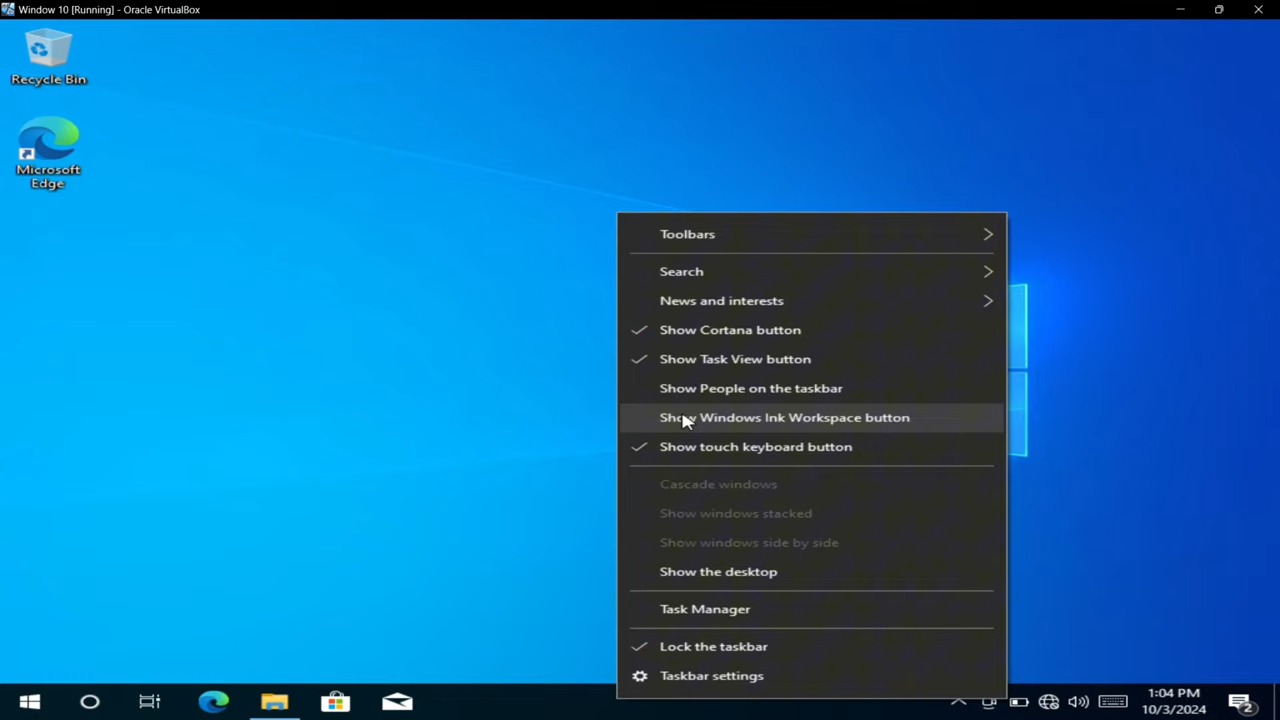 Window 10 [Running] - Oracle VirtualBox
Recycle Bin
Microsoft
Edge
Toolbars
Search
News and interests
Show Cortana button
Show Task View button
Show People on the taskbar
Show Windows Ink Workspace button
Show touch keyboard button
Cascade windows
Show windows stacked
Show windows side by side
Show the desktop
Task Manager
Lock the taskbar
Taskbar settings
1:04 PM
10/3/2024
2